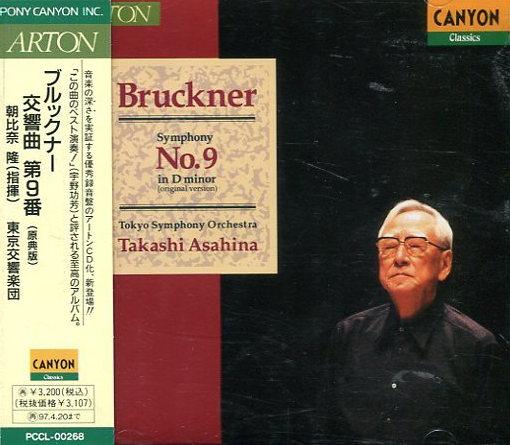 PONY CANYON INC.
ARTON
音楽の深さを実証する優秀録音盤のアートンCD化、新登場!!
「この曲のベスト演奏!」(宇野功芳)と評される至高のアルバム。
ブルックナー
交響曲 第9番
(原典版)
朝比奈 隆(指揮) 東京交響楽団
CANYON
Classics
再¥3,200(税込)
(税抜価格¥3,107)
再97.4.20まで
PCCL-00268
TON
CANYON
Classics
Bruckner
Symphony
No.9
in D minor
(original version)
Tokyo Symphony Orchestra
Takashi Asahina